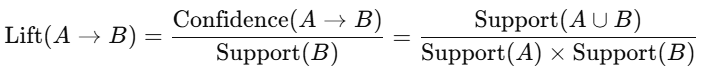 Lift(A → B) = Confidence(A → B) / Support(B) = Support(A ∪ B) / Support(A) × Support(B)